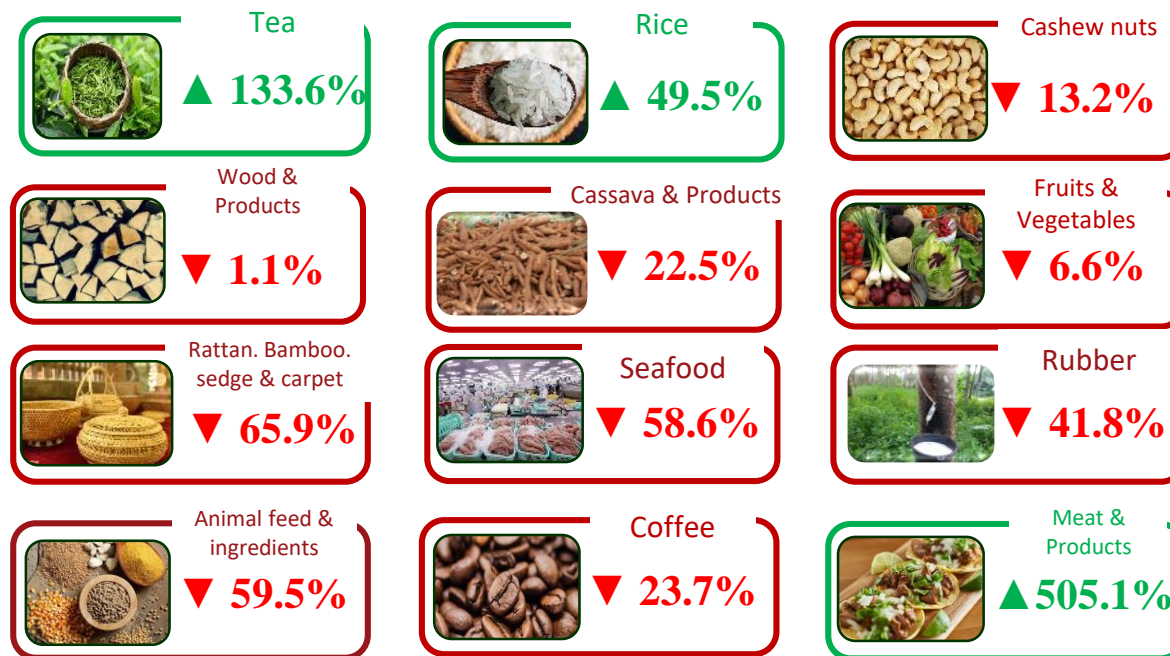 Tea
▲ 133.6%
Rice
▲ 49.5%
Cashew nuts
▼ 13.2%
Wood &
Products
▼ 1.1%
Cassava & Products
▼ 22.5%
Fruits &
Vegetables
▼ 6.6%
Rattan. Bamboo.
sedge & carpet
▼ 65.9%
Seafood
▼ 58.6%
Rubber
▼ 41.8%
Animal feed &
ingredients
▼ 59.5%
Coffee
▼ 23.7%
Meat &
Products
▲505.1%